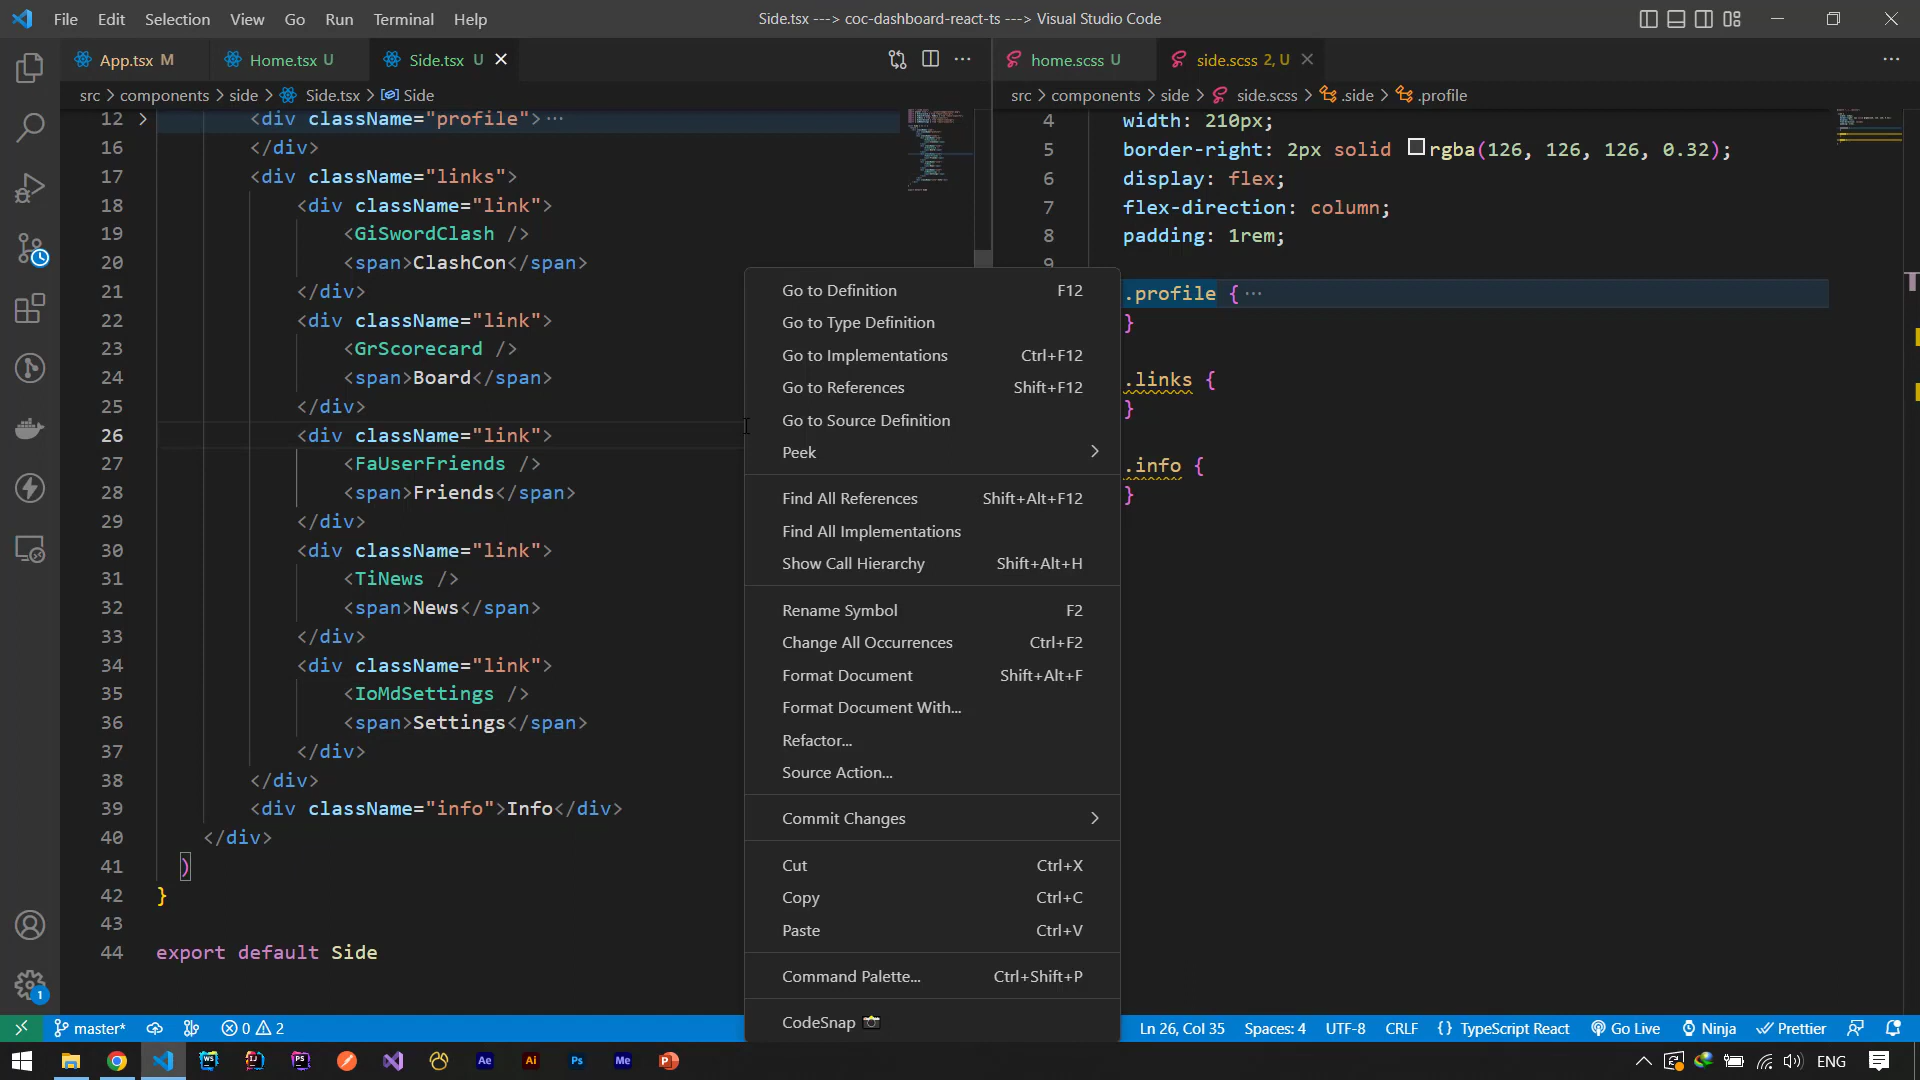 File Edit Selection View Go Run Terminal Help
Side.tsx ---> coc-dashboard-react-ts ---> Visual Studio Code
App.tsx M
Home.tsx U
Side.tsx U
src > components > side > Side.tsx > Side
12 <div className="profile">···
16 </div>
17 <div className="links">
18 <div className="link">
19 <GiSwordClash />
20 <span>ClashCon</span>
21 </div>
22 <div className="link">
23 <GrScorecard />
24 <span>Board</span>
25 </div>
26 <div className="link">
27 <FaUserFriends />
28 <span>Friends</span>
29 </div>
30 <div className="link">
31 <TiNews />
32 <span>News</span>
33 </div>
34 <div className="link">
35 <IoMdSettings />
36 <span>Settings</span>
37 </div>
38 </div>
39 <div className="info">Info</div>
40 </div>
41 )
42 }
43
44 export default Side
Go to Definition F12
Go to Type Definition
Go to Implementations Ctrl+F12
Go to References Shift+F12
Go to Source Definition
Peek
Find All References Shift+Alt+F12
Find All Implementations
Show Call Hierarchy Shift+Alt+H
Rename Symbol F2
Change All Occurrences Ctrl+F2
Format Document Shift+Alt+F
Format Document With...
Refactor...
Source Action...
Commit Changes
Cut Ctrl+X
Copy Ctrl+C
Paste Ctrl+V
Command Palette... Ctrl+Shift+P
CodeSnap 📸
home.scss U
side.scss 2, U
src > components > side > side.scss > .side > .profile
4 width: 210px;
5 border-right: 2px solid rgba(126, 126, 126, 0.32);
6 display: flex;
7 flex-direction: column;
8 padding: 1rem;
9
.profile {···
}
.links {
}
.info {
}
1
master*
0 2
Ln 26, Col 35 Spaces: 4 UTF-8 CRLF {} TypeScript React Go Live Ninja Prettier
WS
IJ
PS
Ae
Ai
Ps
Me
P
ENG